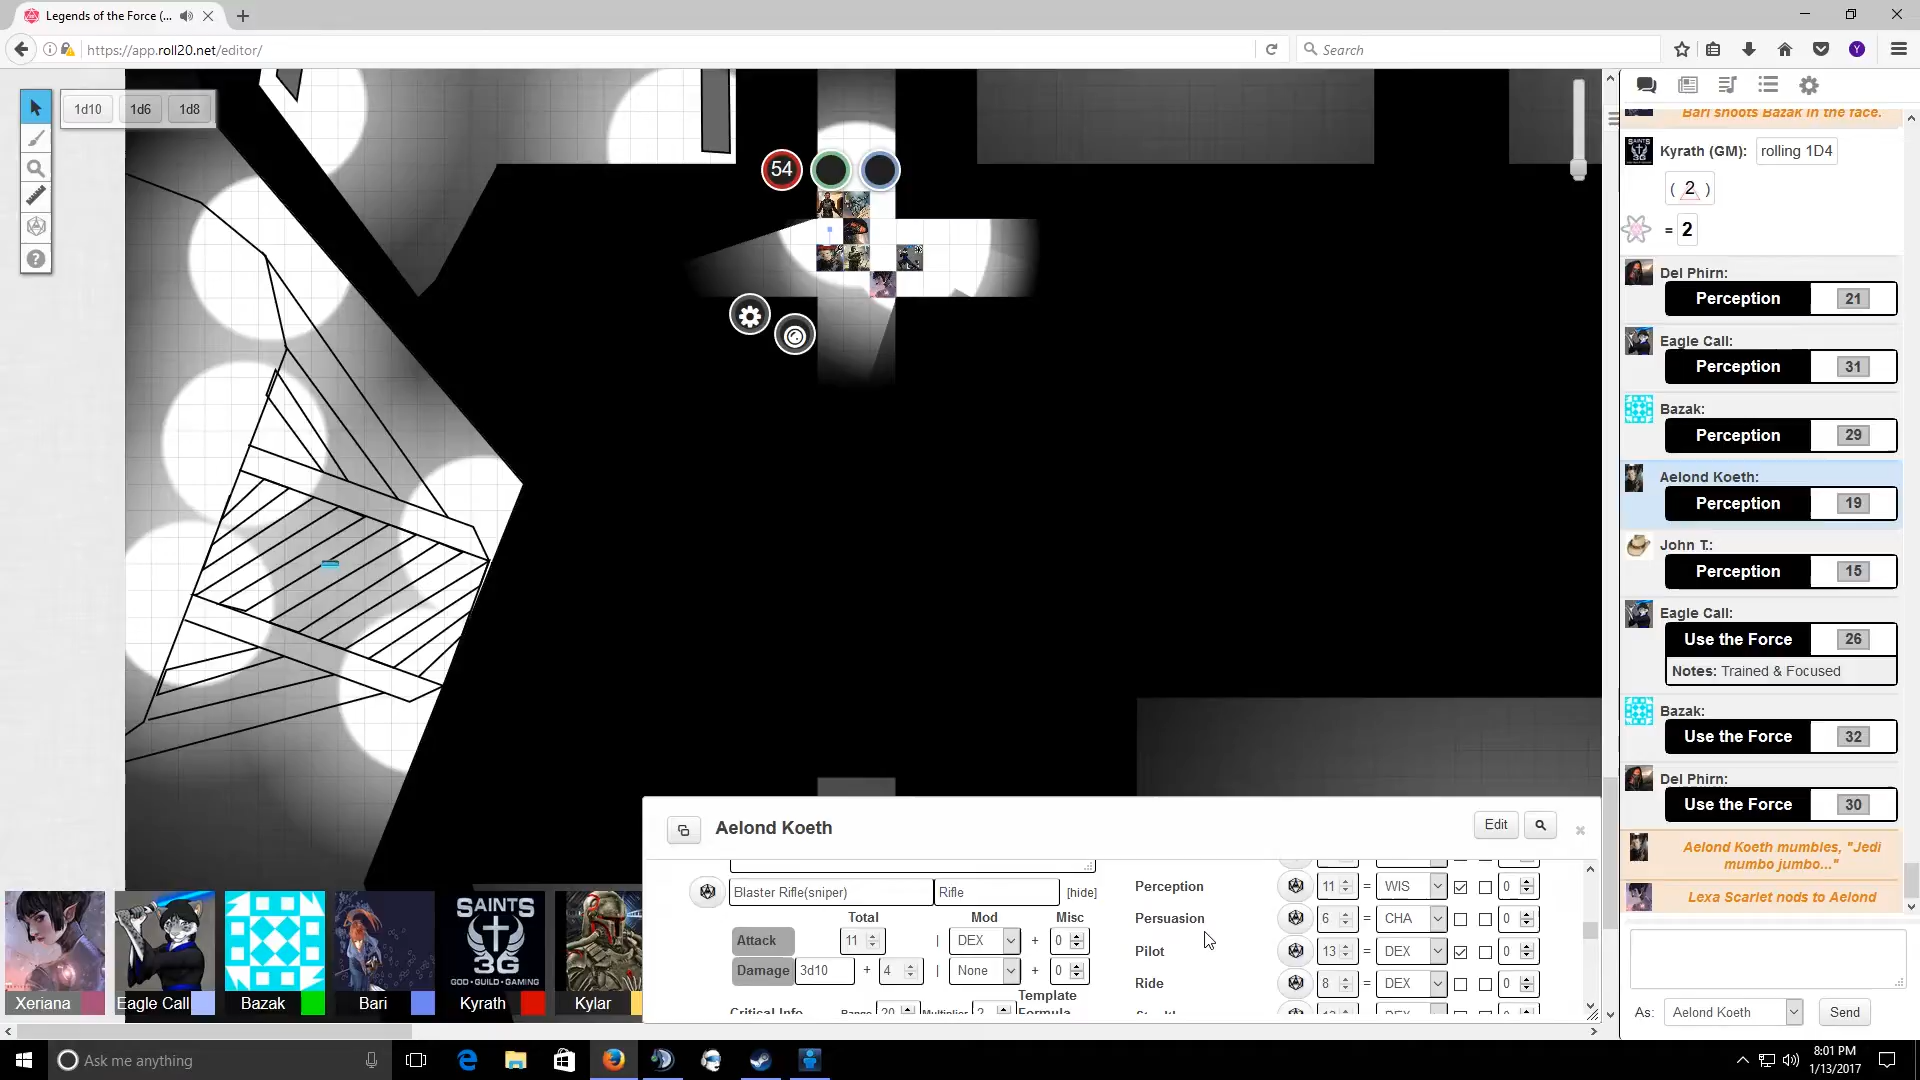 Legends of the Force (...
https://app.roll20.net/editor/
Search
1d10 1d6 1d8
54
Bari shoots Bazak in the face.
Kyrath (GM): rolling 1D4
( 2 )
= 2
Del Phirn:
Perception 21
Eagle Call:
Perception 31
Bazak:
Perception 29
Aelond Koeth:
Perception 19
John T.:
Perception 15
Eagle Call:
Use the Force 26
Notes: Trained & Focused
Bazak:
Use the Force 32
Del Phirn:
Use the Force 30
Aelond Koeth mumbles, "Jedi
mumbo jumbo..."
Lexa Scarlet nods to Aelond
As: Aelond Koeth Send
Aelond Koeth
Edit
Blaster Rifle(sniper) Rifle [hide]
Total Mod Misc
Attack 11 | DEX + 0
Damage 3d10 + 4 | None + 0
Template
Critical Info Range 20 Multiplier 2 Formula
Perception 11 = WIS 0
Persuasion 6 = CHA 0
Pilot 13 = DEX 0
Ride 8 = DEX 0
SAINTS
3G
GOD · GUILD · GAMING
Xeriana Eagle Call Bazak Bari Kyrath Kylar
Ask me anything
8:01 PM
1/13/2017